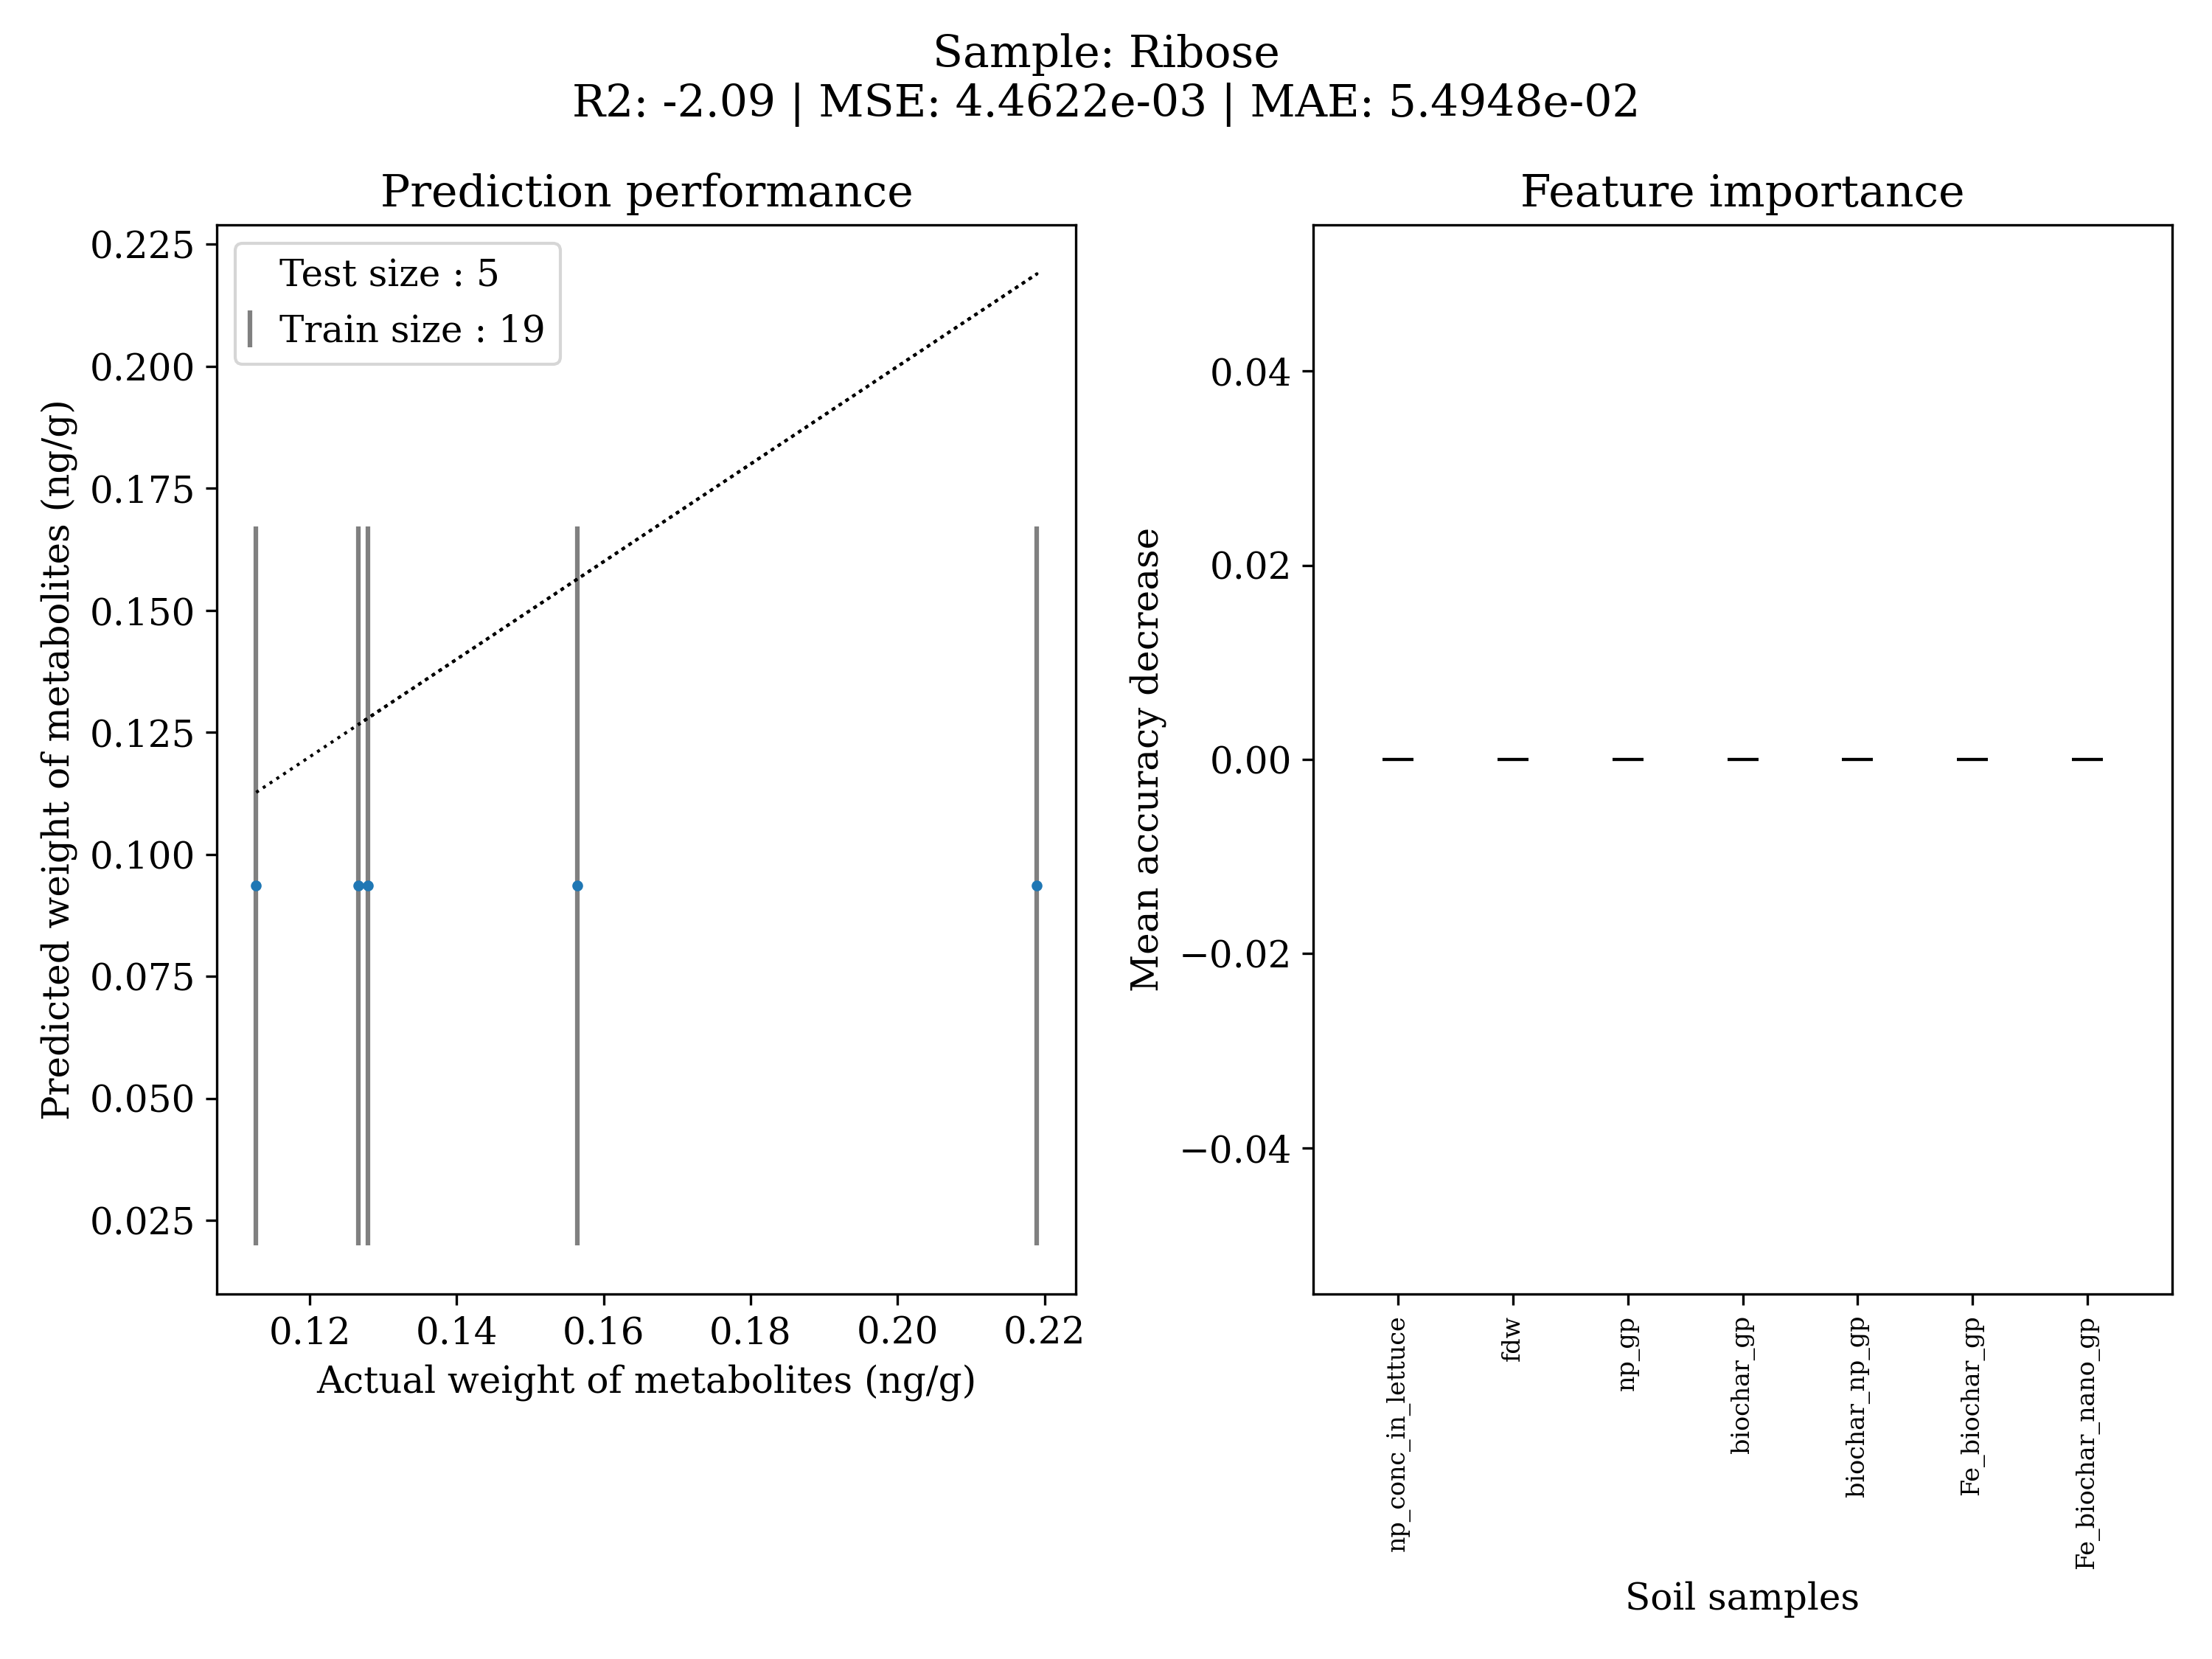 Sample: Ribose
R2: -2.09 | MSE: 4.4622e-03 | MAE: 5.4948e-02
Prediction performance
Test size : 5
Train size : 19
Predicted weight of metabolites (ng/g)
0.225
0.200
0.175
0.150
0.125
0.100
0.075
0.050
0.025
0.12 0.14 0.16 0.18 0.20 0.22
Actual weight of metabolites (ng/g)
Feature importance
Mean accuracy decrease
0.04
0.02
0.00
−0.02
−0.04
np_conc_in_lettuce
fdw
np_gp
biochar_gp
biochar_np_gp
Fe_biochar_gp
Fe_biochar_nano_gp
Soil samples